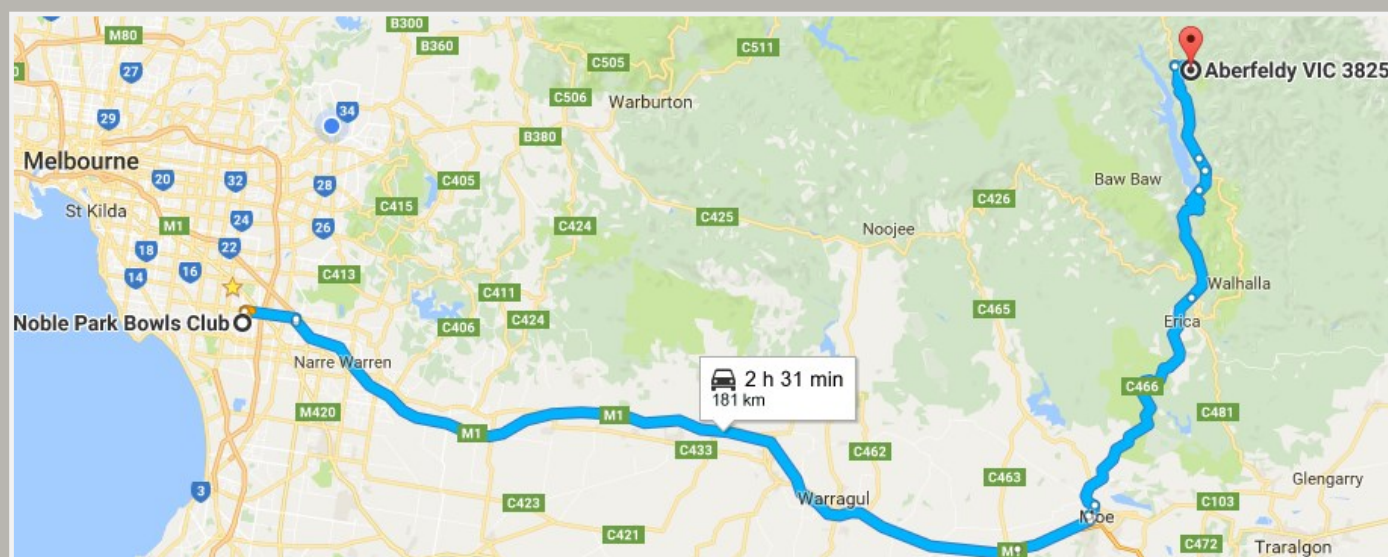 M80
B300
B360
C511
27
C505
Aberfeldy VIC 3825
C506
Warburton
34
29
B380
Melbourne
20
32
28
C405
Baw Baw
St Kilda
24
C415
C426
M1
26
C424
C425
Noojee
18
22
14
16
C413
C411
Walhalla
Noble Park Bowls Club
C406
C424
C465
Erica
Narre Warren
2 h 31 min
181 km
C466
M420
M1
C481
M1
C433
C462
3
C463
Glengarry
Warragul
C423
C103
Moe
C421
C472
Traralgon